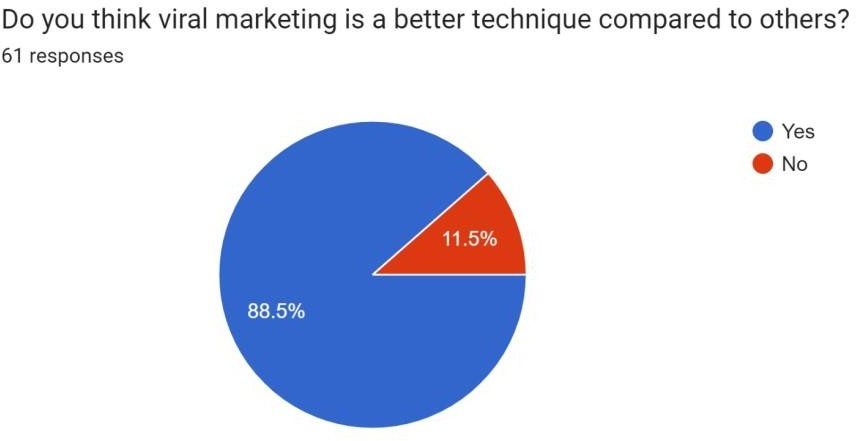 Do you think viral marketing is a better technique compared to others?
61 responses
Yes
No
11.5%
88.5%